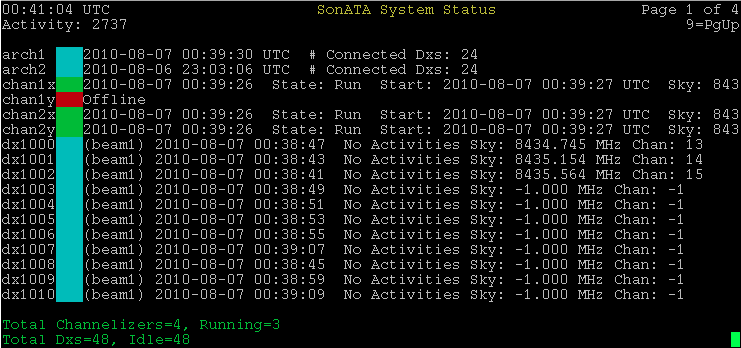 00:41:04 UTC SonATA System Status Page 1 of 4
Activity: 2737 9=PgUp
arch1 2010-08-07 00:39:30 UTC # Connected Dxs: 24
arch2 2010-08-06 23:03:06 UTC # Connected Dxs: 24
chan1x 2010-08-07 00:39:26 State: Run Start: 2010-08-07 00:39:27 UTC Sky: 843
chan1y Offline
chan2x 2010-08-07 00:39:26 State: Run Start: 2010-08-07 00:39:27 UTC Sky: 843
chan2y 2010-08-07 00:39:26 State: Run Start: 2010-08-07 00:39:27 UTC Sky: 843
dx1000 (beam1) 2010-08-07 00:38:47 No Activities Sky: 8434.745 MHz Chan: 13
dx1001 (beam1) 2010-08-07 00:38:43 No Activities Sky: 8435.154 MHz Chan: 14
dx1002 (beam1) 2010-08-07 00:38:41 No Activities Sky: 8435.564 MHz Chan: 15
dx1003 (beam1) 2010-08-07 00:38:49 No Activities Sky: -1.000 MHz Chan: -1
dx1004 (beam1) 2010-08-07 00:38:51 No Activities Sky: -1.000 MHz Chan: -1
dx1005 (beam1) 2010-08-07 00:38:53 No Activities Sky: -1.000 MHz Chan: -1
dx1006 (beam1) 2010-08-07 00:38:55 No Activities Sky: -1.000 MHz Chan: -1
dx1007 (beam1) 2010-08-07 00:39:07 No Activities Sky: -1.000 MHz Chan: -1
dx1008 (beam1) 2010-08-07 00:38:45 No Activities Sky: -1.000 MHz Chan: -1
dx1009 (beam1) 2010-08-07 00:38:59 No Activities Sky: -1.000 MHz Chan: -1
dx1010 (beam1) 2010-08-07 00:39:09 No Activities Sky: -1.000 MHz Chan: -1
Total Channelizers=4, Running=3
Total Dxs=48, Idle=48